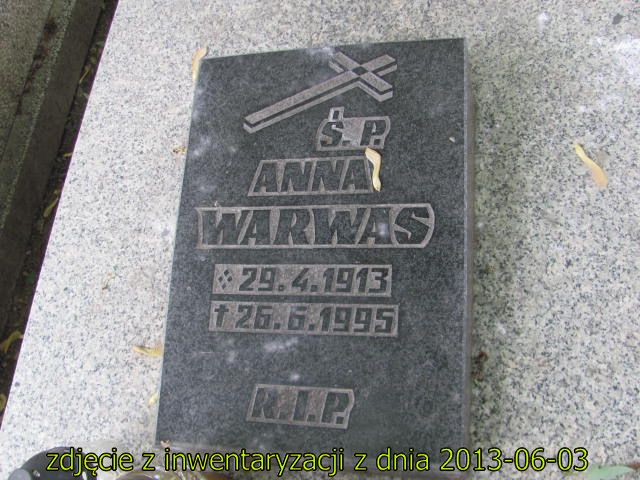 Ś. P.
ANNA
WARWAS
29.4.1913
† 26.6.1995
R.I.P.
zdjęcie z inwentaryzacji z dnia 2013-06-03